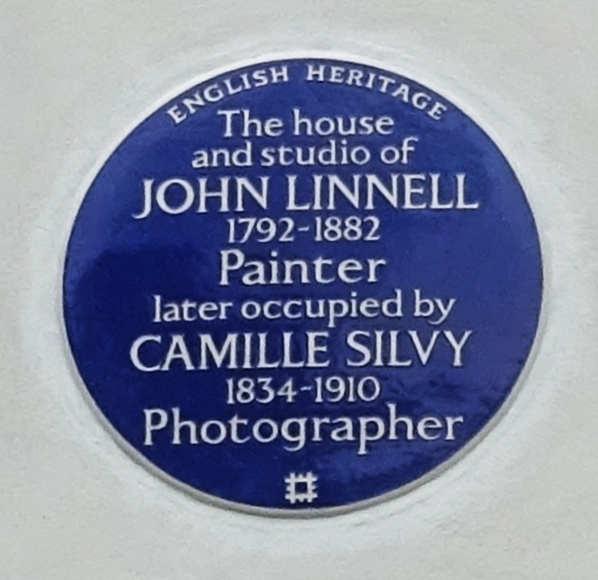 ENGLISH HERITAGE
The house
and studio of
JOHN LINNELL
1792-1882
Painter
later occupied by
CAMILLE SILVY
1834-1910
Photographer